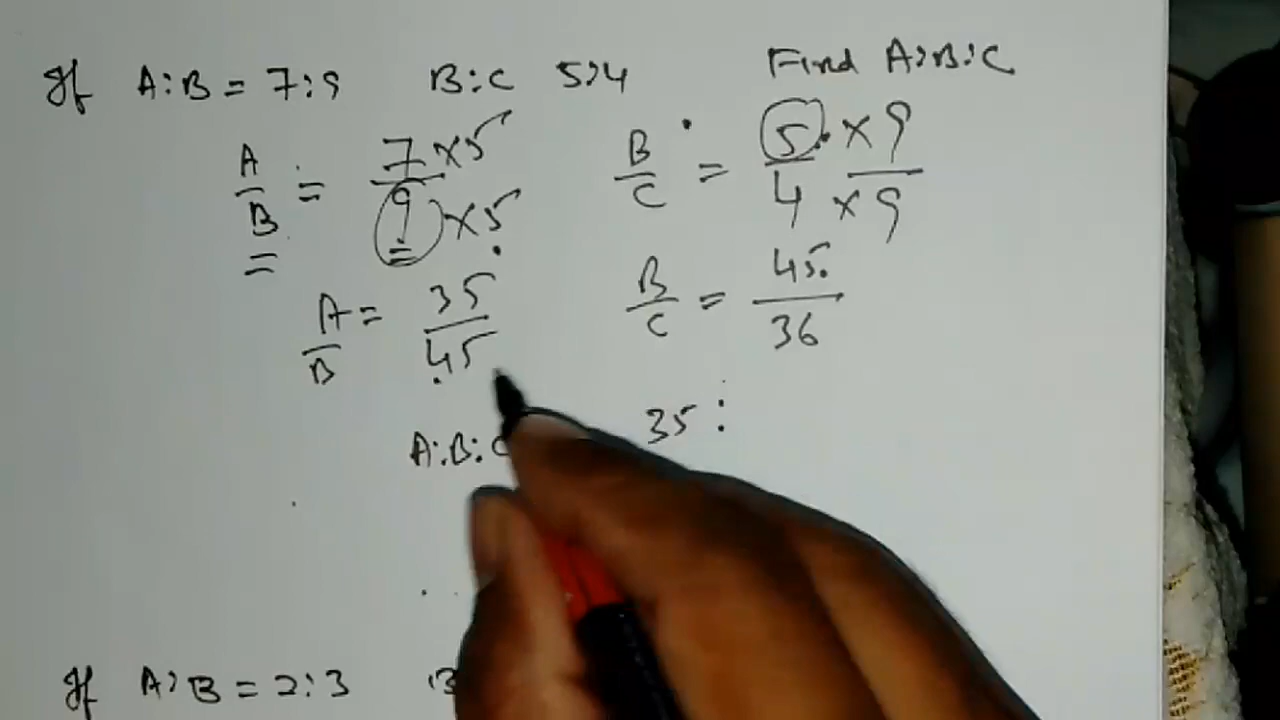 If A:B = 7:9 B:C 5:4 Find A:B:C
A/B = 7×5/9×5 B/C = 5×9/4×9
A/B = 35/45 B/C = 45/36
A:B:C 35 :
If A:B = 2:3 B